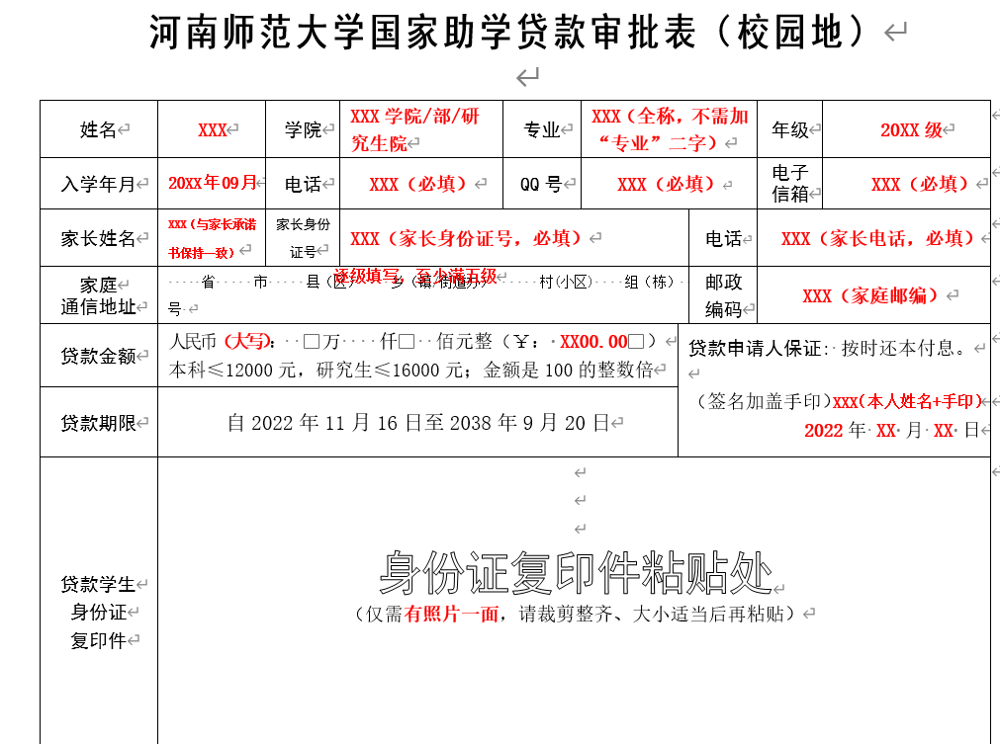 河南师范大学国家助学贷款审批表（校园地）
姓名 XXX 学院 XXX 学院/部/研究生院 专业 XXX（全称，不需加“专业”二字） 年级 20XX 级
入学年月 20XX年09月 电话 XXX（必填） QQ 号 XXX（必填） 电子信箱 XXX（必填）
家长姓名 XXX（与家长承诺书保持一致） 家长身份证号 XXX（家长身份证号，必填） 电话 XXX（家长电话，必填）
家庭通信地址 省 市 县（区） 乡（镇、街道办） 村(小区) 组（栋） 号 逐级填写，至少满五级 邮政编码 XXX（家庭邮编）
贷款金额 人民币（大写）： □万 仟□ 佰元整（￥： XX00.00□）
本科≤12000 元，研究生≤16000 元；金额是 100 的整数倍
贷款申请人保证： 按时还本付息。
（签名加盖手印）XXX（本人姓名+手印）
2022 年 XX 月 XX 日
贷款期限 自 2022 年 11 月 16 日至 2038 年 9 月 20 日
贷款学生
身份证
复印件
身份证复印件粘贴处
（仅需有照片一面，请裁剪整齐、大小适当后再粘贴）